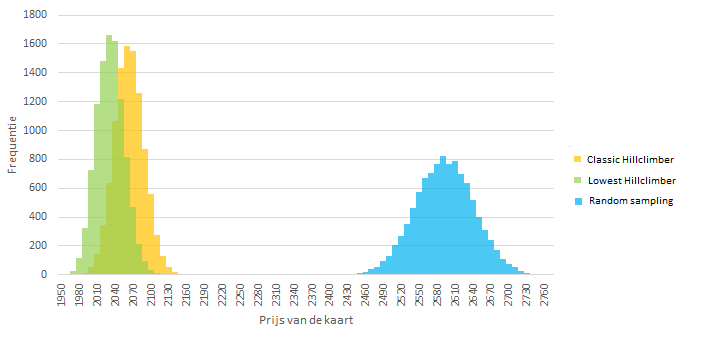 1800
1600
1400
1200
1000
800
600
400
200
0
Frequentie
1950 1980 2010 2040 2070 2100 2130 2160 2190 2220 2250 2280 2310 2340 2370 2400 2430 2460 2490 2520 2550 2580 2610 2640 2670 2700 2730 2760
Prijs van de kaart
Classic Hillclimber
Lowest Hillclimber
Random sampling